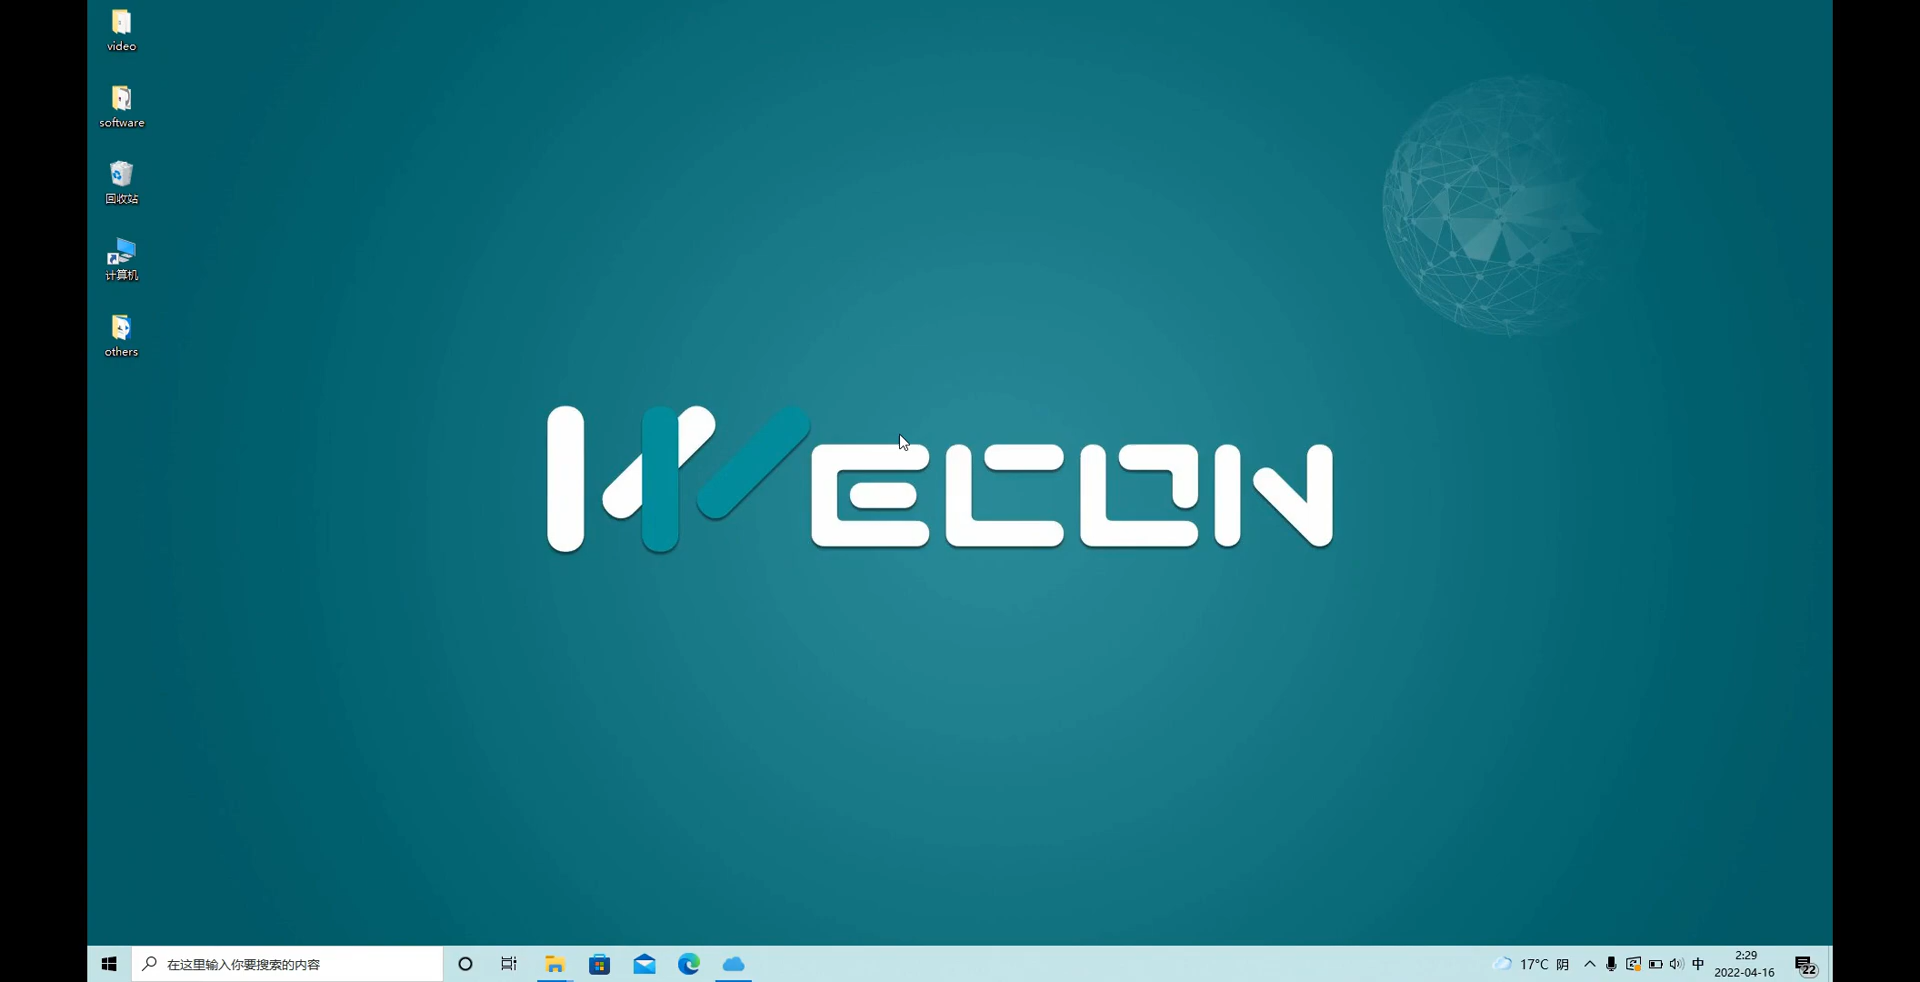 video
software
回收站
计算机
others
WECON
在这里输入你要搜索的内容
17°C 阴
中
2:29
2022-04-16
22